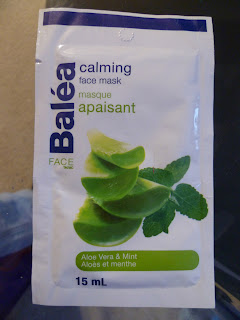 Baléa
FACE
calming
face mask
masque
apaisant
Aloe Vera & Mint
Aloès et menthe
15 mL